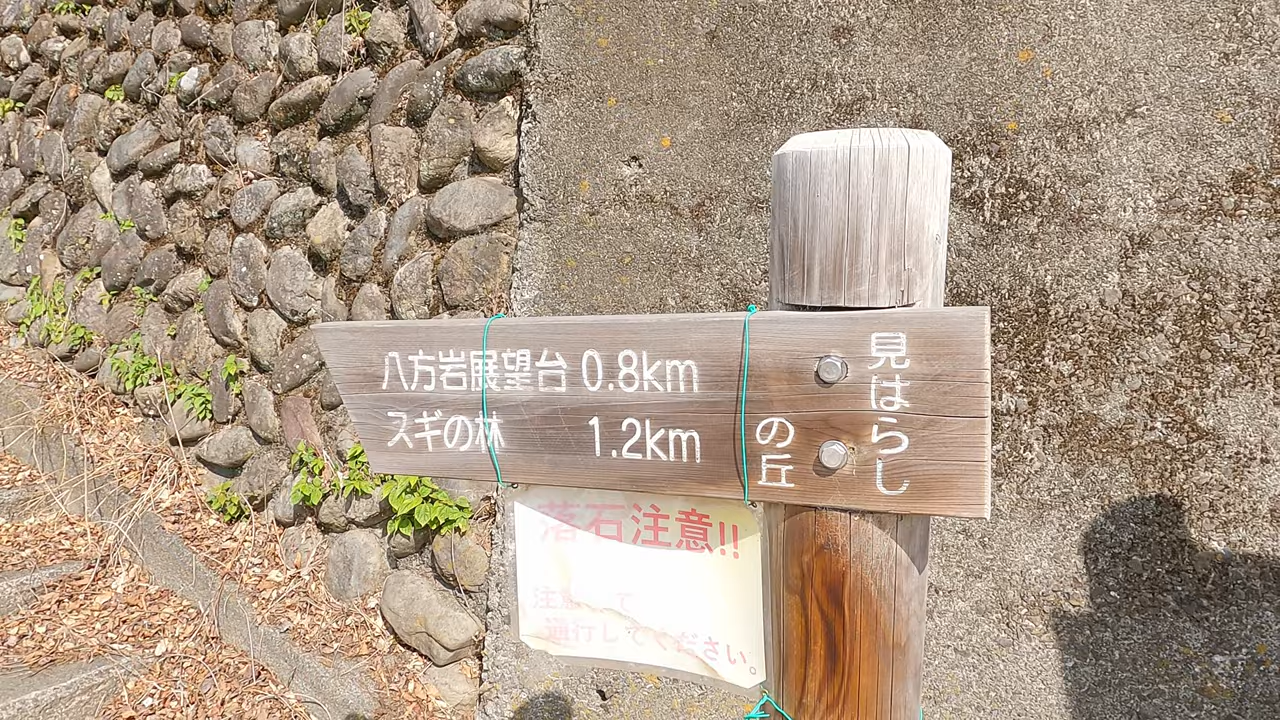 八方岩展望台 0.8km
スギの林 1.2km
見はらし
の丘
落石注意!!
注意して
通行してください。